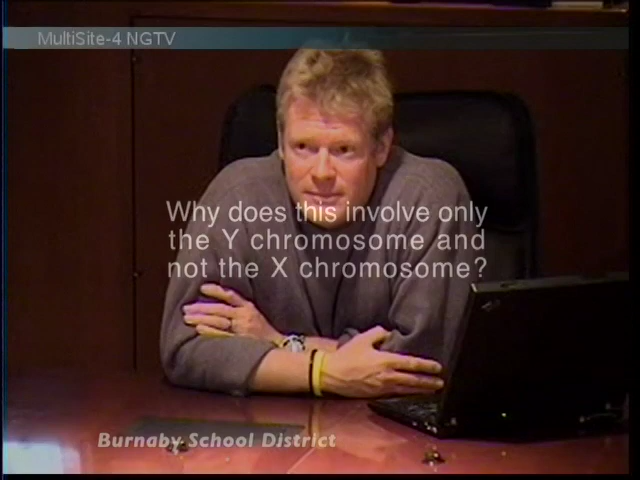 MultiSite-4 NGTV
Why does this involve only
the Y chromosome and
not the X chromosome?
Burnaby School District